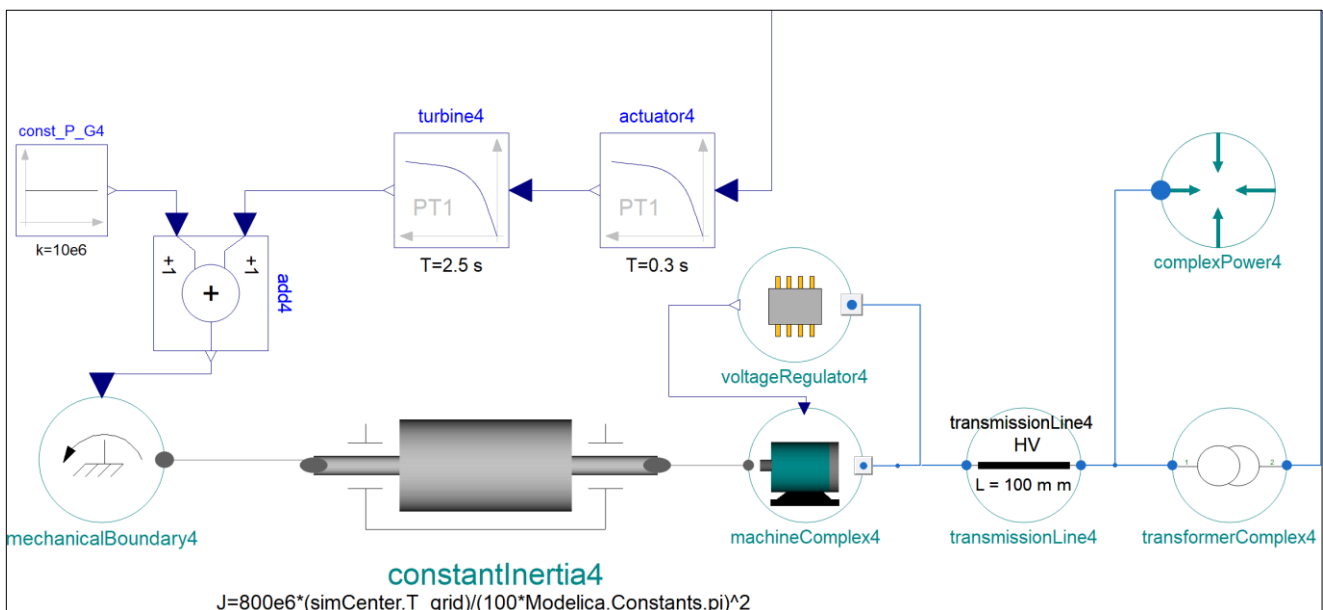 turbine4
actuator4
const_P_G4
PT1
PT1
k=10e6
T=2.5 s
T=0.3 s
+1
+1
+
add4
complexPower4
voltageRegulator4
transmissionLine4
HV
L = 100 m m
1
2
mechanicalBoundary4
machineComplex4
transmissionLine4
transformerComplex4
constantInertia4
J=800e6*(simCenter.T_grid)/(100*Modelica.Constants.pi)^2